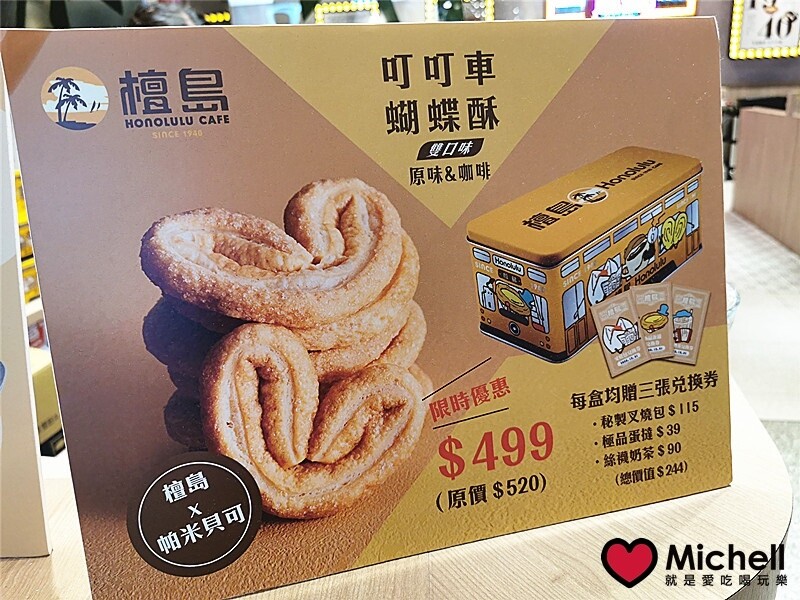 檀島
HONOLULU CAFE
SINCE 1940
叮叮車
蝴蝶酥
雙口味
原味&咖啡
檀島 Honolulu
Honolulu
SINCE
Honolulu
限時優惠
$499
(原價$520)
每盒均贈三張兌換券
·秘製叉燒包$115
·極品蛋撻$39
·絲襪奶茶$90
(總價值$244)
檀島
x
帕米貝可
Michell
就是愛吃喝玩樂